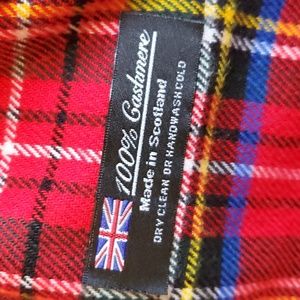 100% Cashmere
Made in Scotland
DRY CLEAN OR HANDWASH COLD